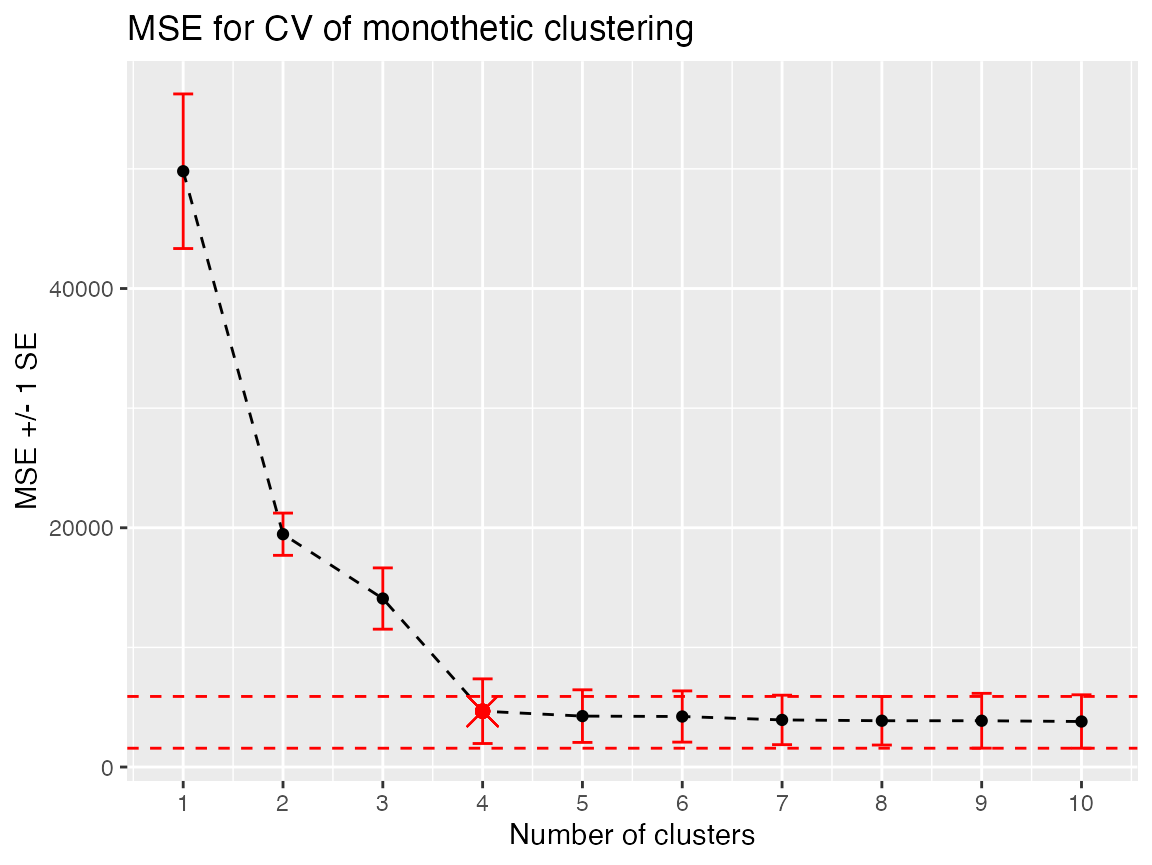 MSE for CV of monothetic clustering
MSE +/- 1 SE
40000
20000
0
1 2 3 4 5 6 7 8 9 10
Number of clusters